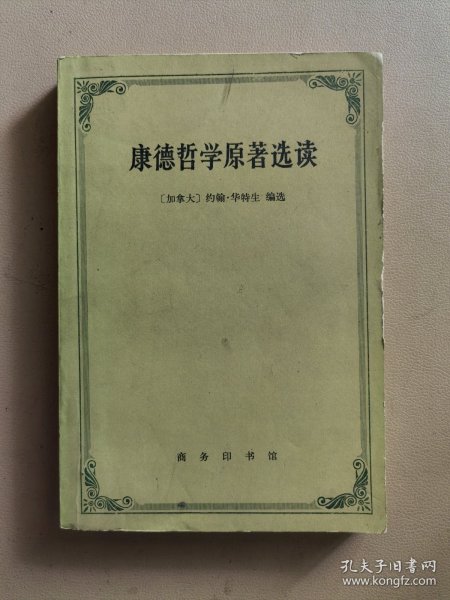 康德哲学原著选读
〔加拿大〕约翰·华特生 编选
商务印书馆
孔夫子旧书网
www.kongfz.com